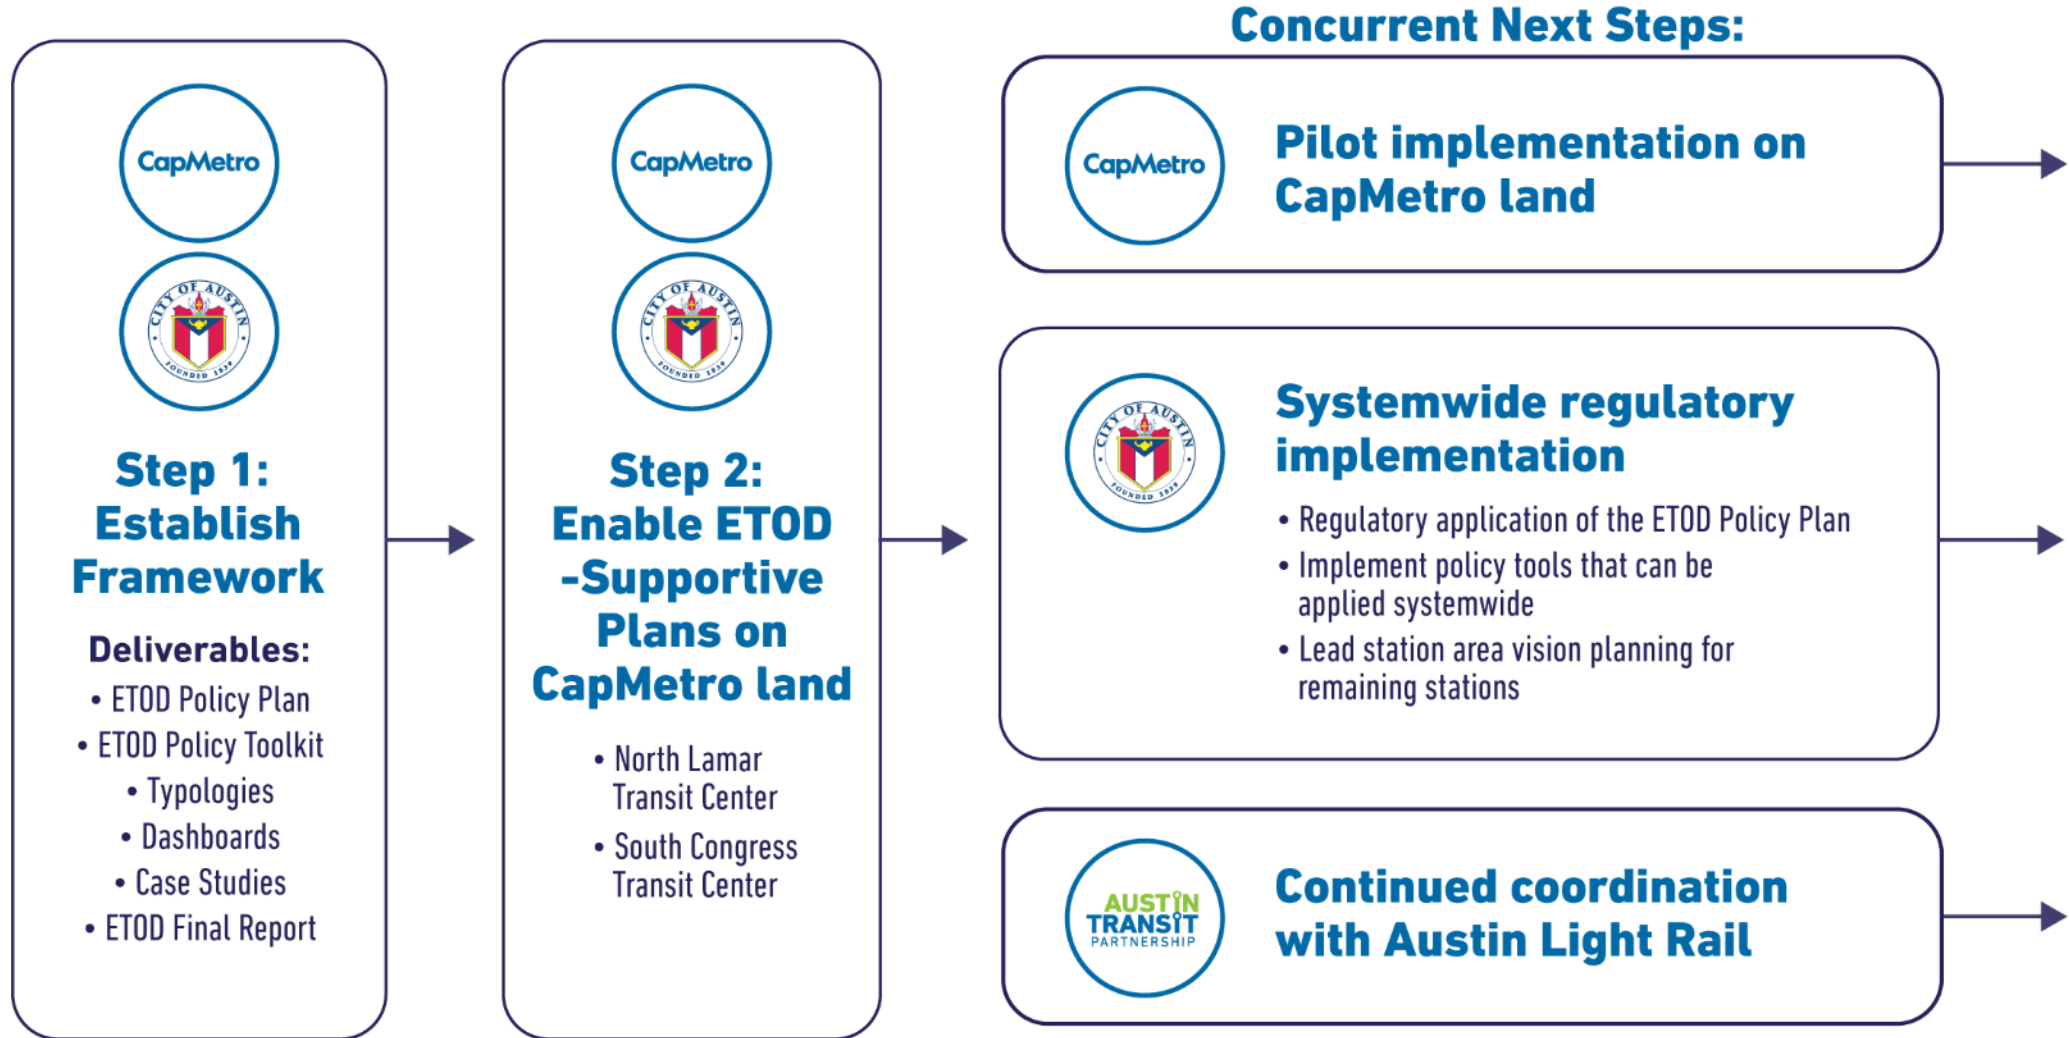 CapMetro
CITY OF AUSTIN
FOUNDED 1839
Step 1:
Establish
Framework
Deliverables:
• ETOD Policy Plan
• ETOD Policy Toolkit
• Typologies
• Dashboards
• Case Studies
• ETOD Final Report
CapMetro
CITY OF AUSTIN
FOUNDED 1839
Step 2:
Enable ETOD
-Supportive
Plans on
CapMetro land
• North Lamar
Transit Center
• South Congress
Transit Center
Concurrent Next Steps:
CapMetro
Pilot implementation on
CapMetro land
CITY OF AUSTIN
FOUNDED 1839
Systemwide regulatory
implementation
• Regulatory application of the ETOD Policy Plan
• Implement policy tools that can be
applied systemwide
• Lead station area vision planning for
remaining stations
AUSTIN
TRANSIT
PARTNERSHIP
Continued coordination
with Austin Light Rail